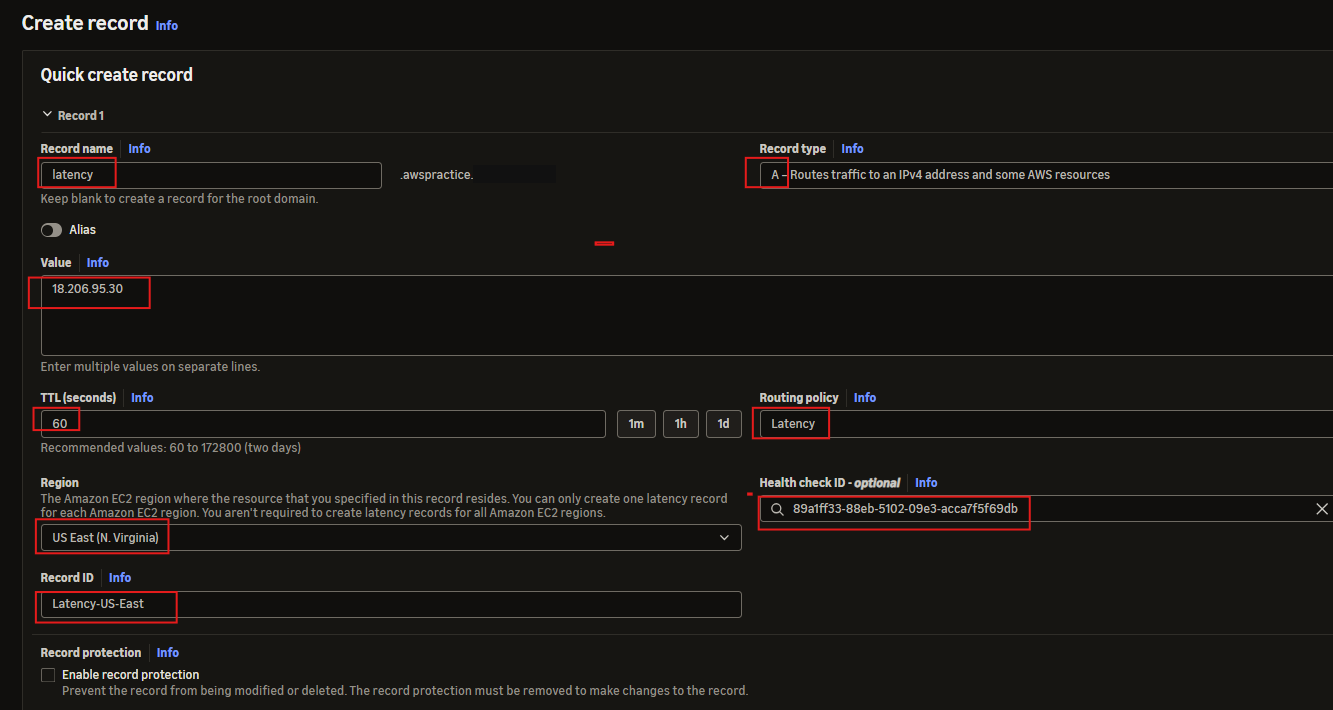 Create record Info
Quick create record
Record 1
Record name Info
latency .awspractice.
Keep blank to create a record for the root domain.
Record type Info
A – Routes traffic to an IPv4 address and some AWS resources
Alias
Value Info
18.206.95.30
Enter multiple values on separate lines.
TTL (seconds) Info
60 1m 1h 1d
Recommended values: 60 to 172800 (two days)
Routing policy Info
Latency
Region
The Amazon EC2 region where the resource that you specified in this record resides. You can only create one latency record
for each Amazon EC2 region. You aren't required to create latency records for all Amazon EC2 regions.
US East (N. Virginia)
Health check ID - optional Info
89a1ff33-88eb-5102-09e3-acca7f5f69db
Record ID Info
Latency-US-East
Record protection Info
Enable record protection
Prevent the record from being modified or deleted. The record protection must be removed to make changes to the record.